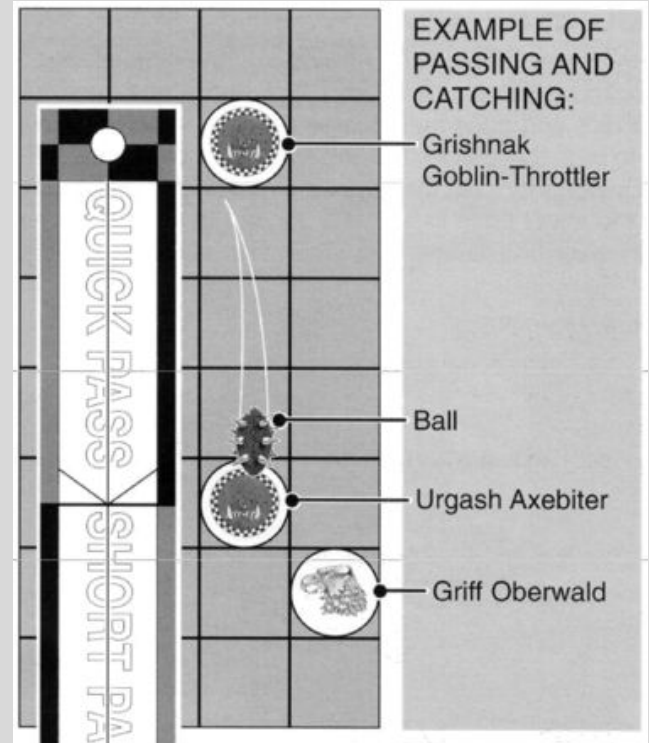 EXAMPLE OF
PASSING AND
CATCHING:
Grishnak
Goblin-Throttler
QUICK PASS
Ball
Urgash Axebiter
SHORT PA
Griff Oberwald